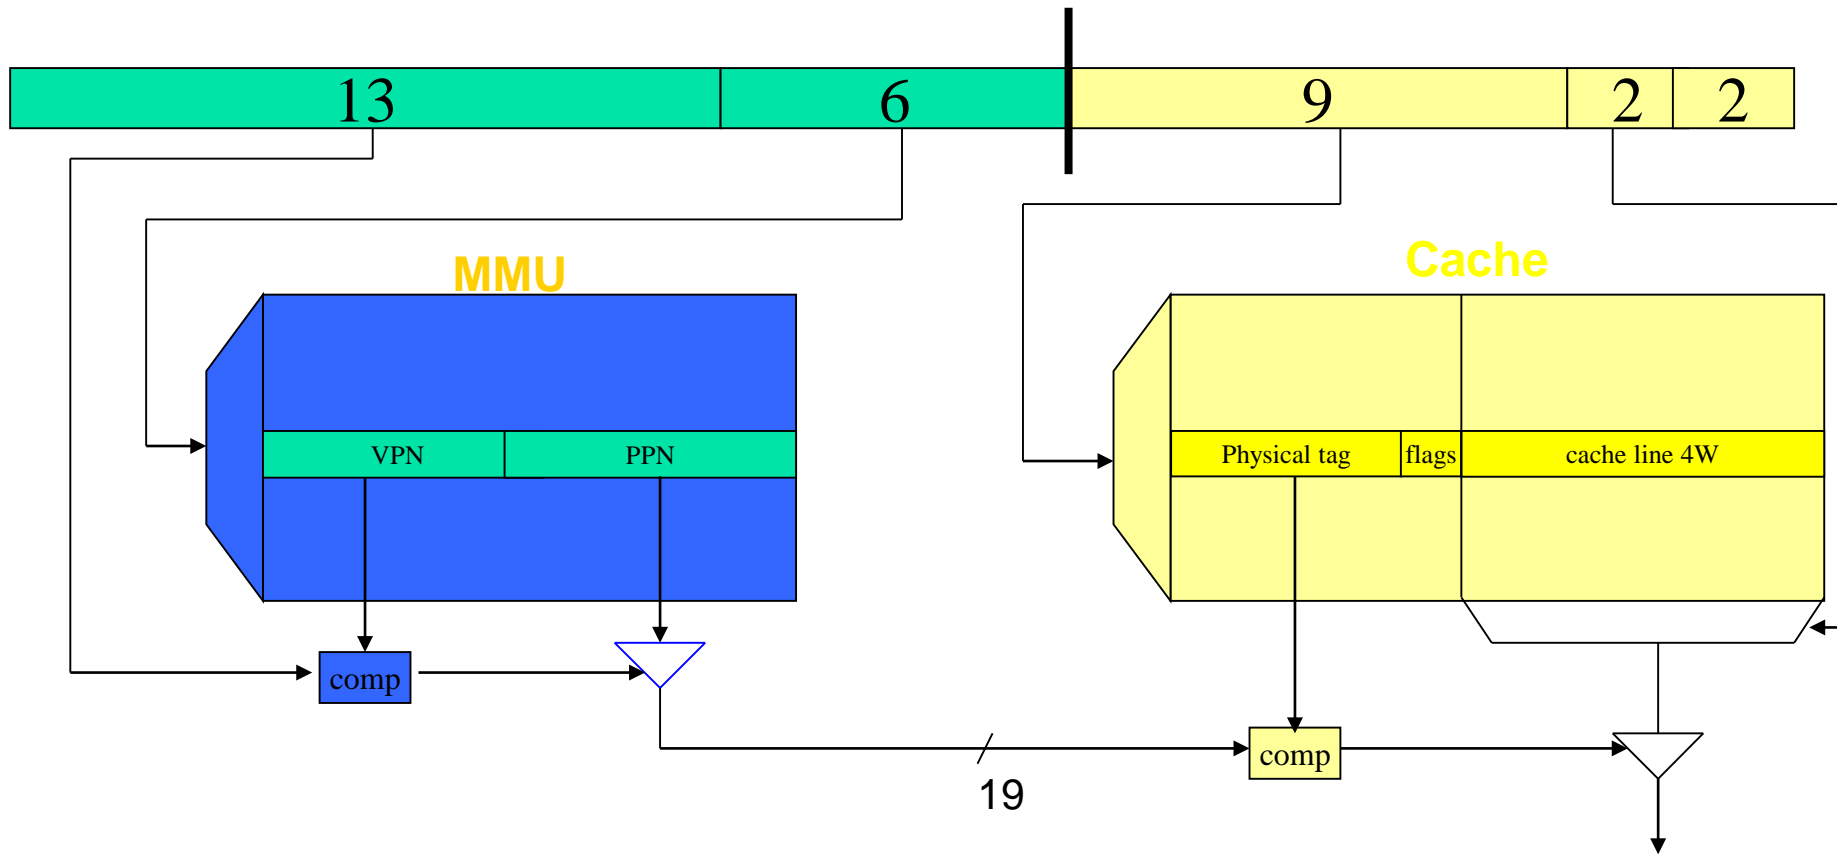 13 6 9 2 2
MMU
Cache
VPN PPN
Physical tag flags cache line 4W
comp
comp
19